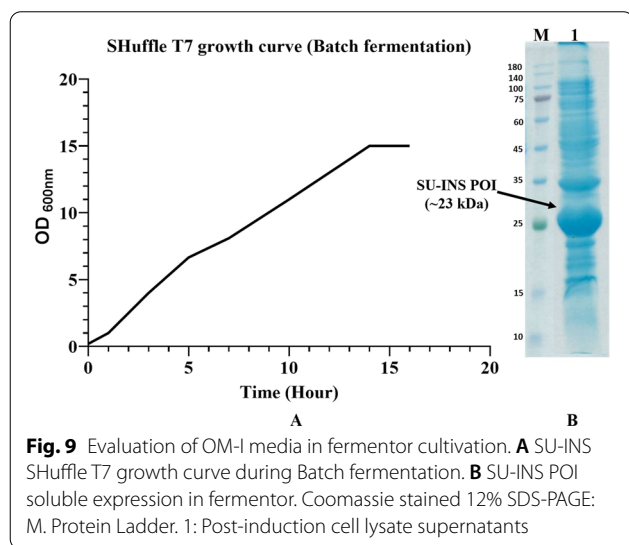 SHuffle T7 growth curve (Batch fermentation)
20
15
10
5
0
OD 600nm
0 5 10 15 20
Time (Hour)
A
M 1
180
140
100
75
60
45
35
25
15
10
SU-INS POI
(~23 kDa)
B
Fig. 9 Evaluation of OM-I media in fermentor cultivation. A SU-INS
SHuffle T7 growth curve during Batch fermentation. B SU-INS POI
soluble expression in fermentor. Coomassie stained 12% SDS-PAGE:
M. Protein Ladder. 1: Post-induction cell lysate supernatants